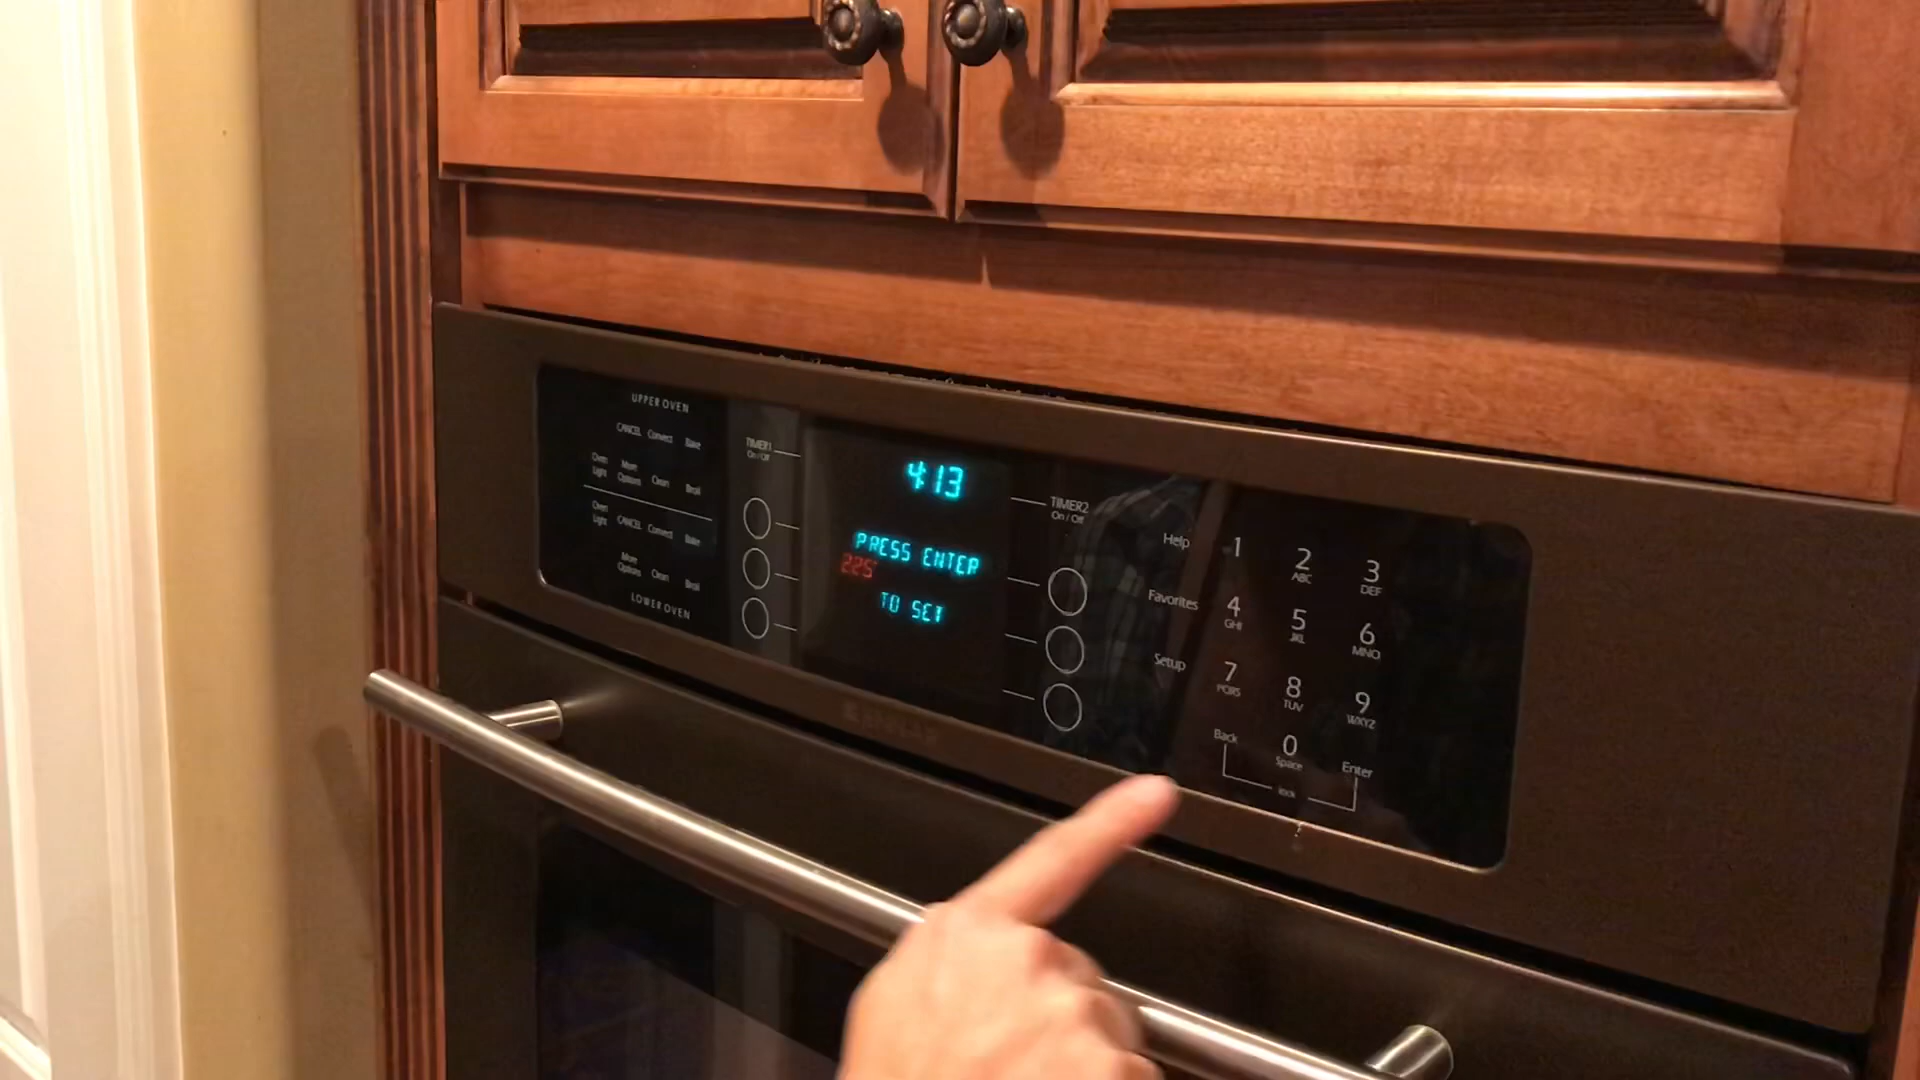 UPPER OVEN
CANCEL Convect Bake
Oven Light More Options Clean Broil
Oven Light CANCEL Convect Bake
More Options Clean Broil
LOWER OVEN
TIMER1
On / Off
413
PRESS ENTER
225°
TO SET
TIMER2
On / Off
Help
Favorites
Setup
1
2 ABC
3 DEF
4 GHI
5 JKL
6 MNO
7 PQRS
8 TUV
9 WXYZ
Back
0 Space
Enter
lock